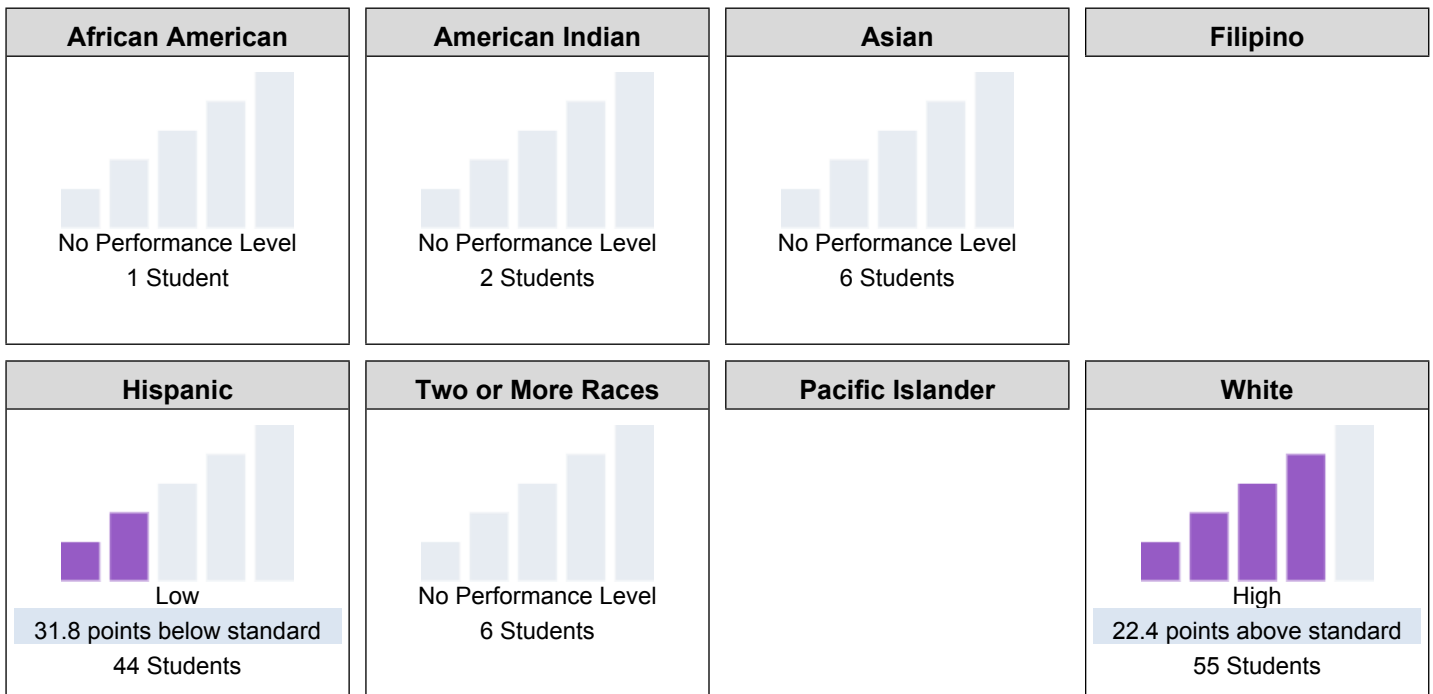 African American
No Performance Level
1 Student
American Indian
No Performance Level
2 Students
Asian
No Performance Level
6 Students
Filipino
Hispanic
Low
31.8 points below standard
44 Students
Two or More Races
No Performance Level
6 Students
Pacific Islander
White
High
22.4 points above standard
55 Students